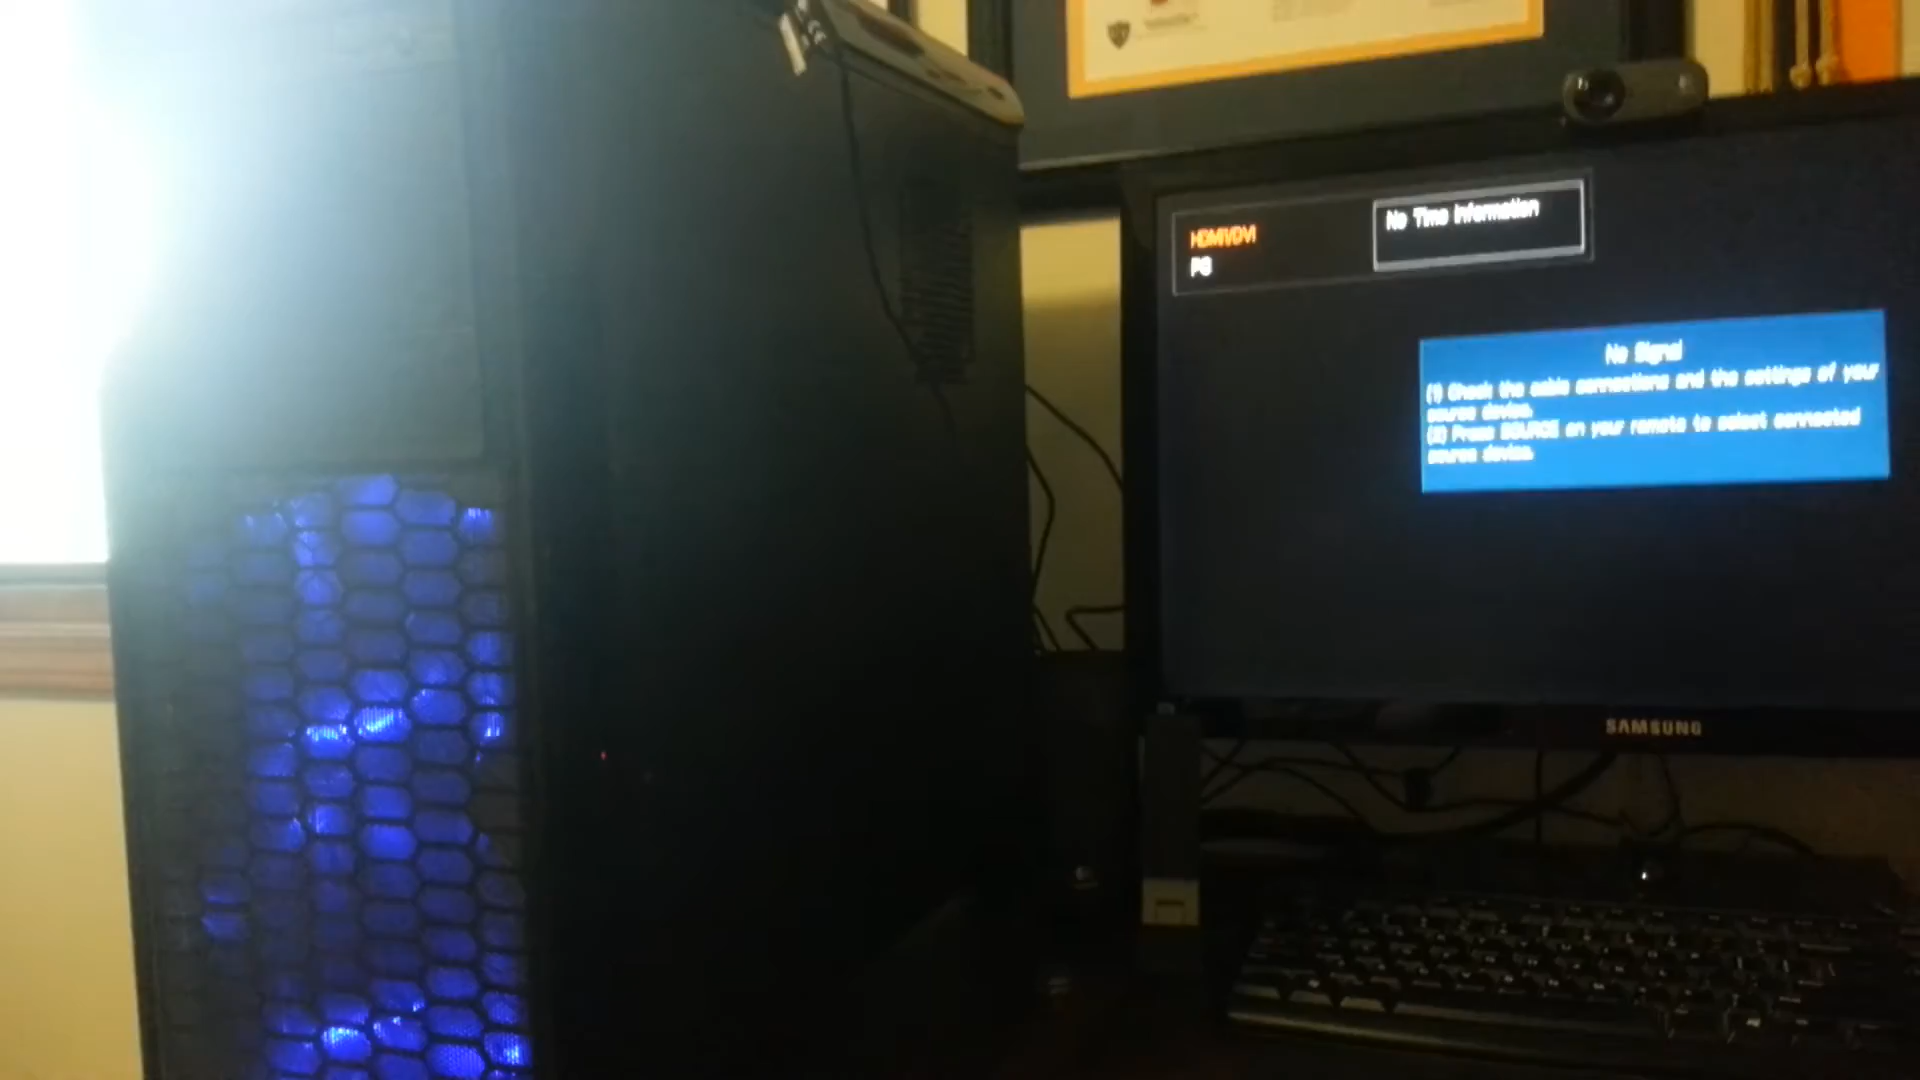 HDMI/DVI
PC
No Time Information
No Signal
(1) Check the cable connections and the settings of your
source device.
(2) Press SOURCE on your remote to select connected
source device.
SAMSUNG